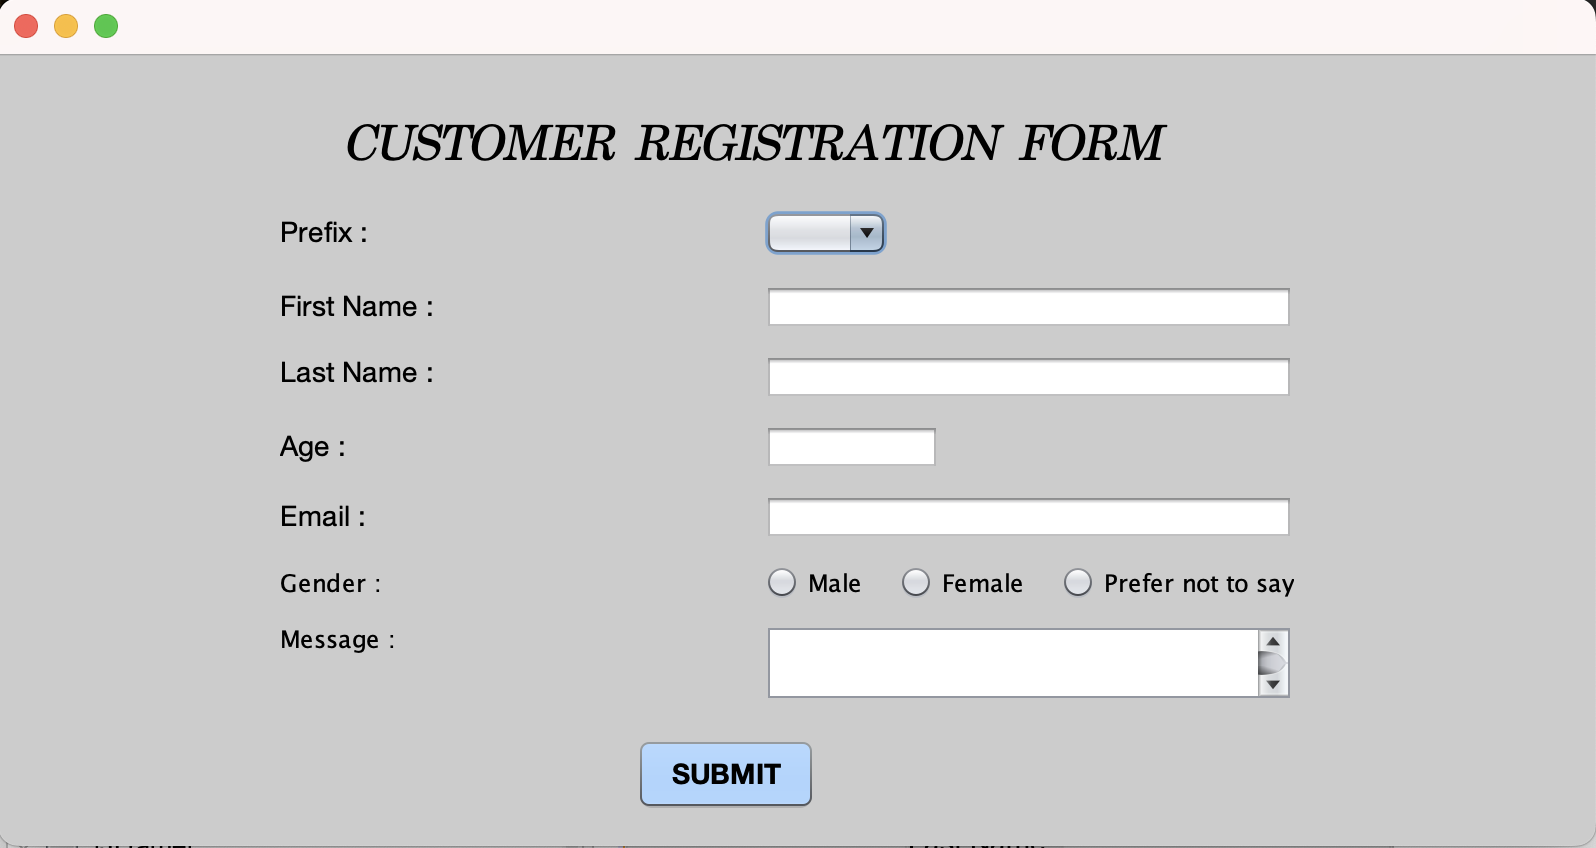 CUSTOMER REGISTRATION FORM
Prefix :
First Name :
Last Name :
Age :
Email :
Gender : Male Female Prefer not to say
Message :
SUBMIT